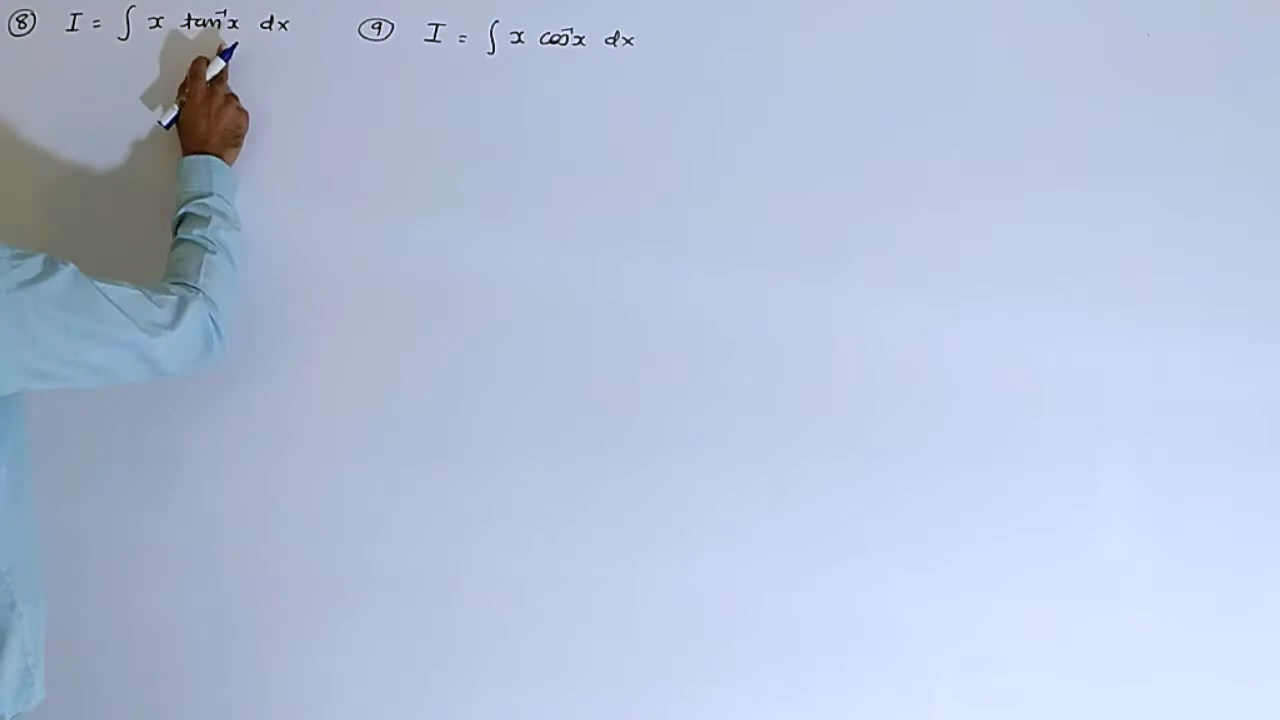 ⑧ I = ∫ x tan⁻¹x dx
⑨ I = ∫ x cos⁻¹x dx